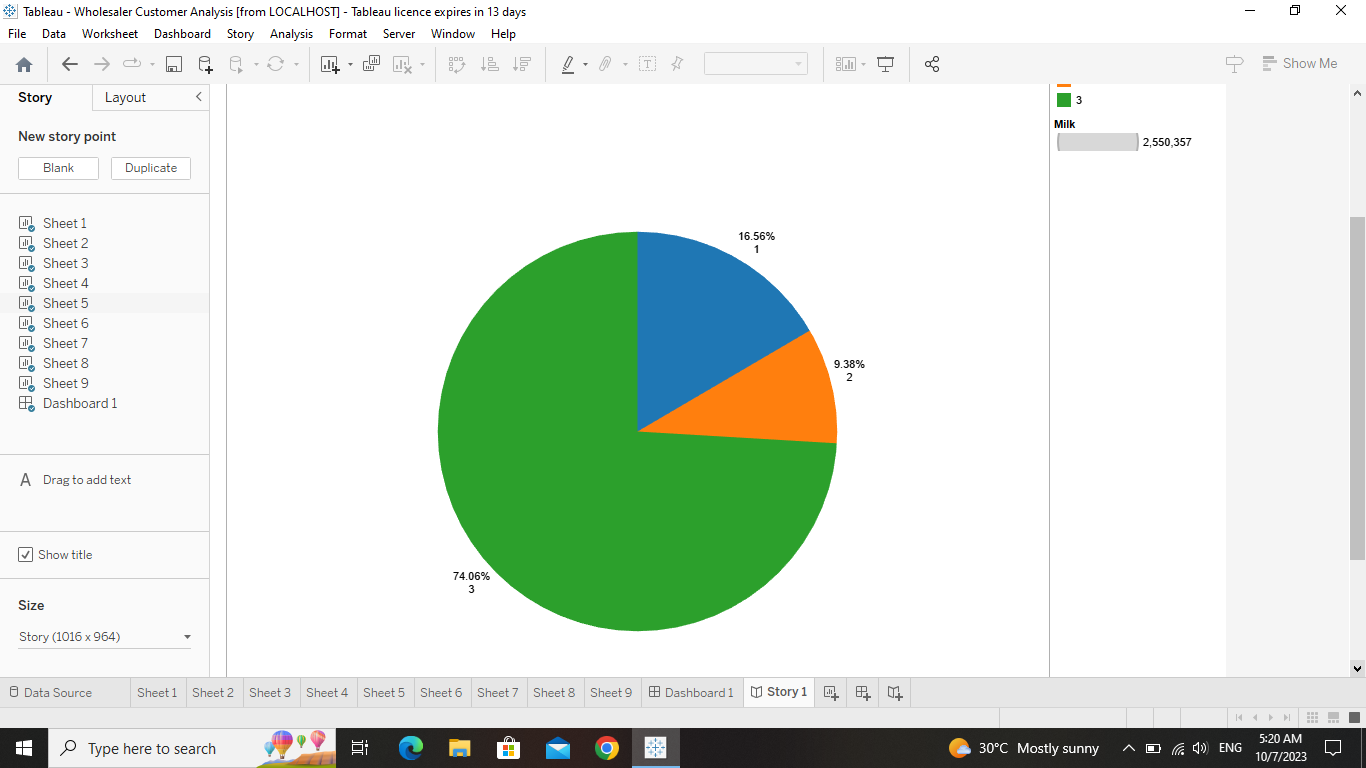 Tableau - Wholesaler Customer Analysis [from LOCALHOST] - Tableau licence expires in 13 days
File Data Worksheet Dashboard Story Analysis Format Server Window Help
Show Me
Story Layout
New story point
Blank Duplicate
Sheet 1
Sheet 2
Sheet 3
Sheet 4
Sheet 5
Sheet 6
Sheet 7
Sheet 8
Sheet 9
Dashboard 1
A Drag to add text
Show title
Size
Story (1016 x 964)
16.56%
1
9.38%
2
74.06%
3
3
Milk
2,550,357
Data Source Sheet 1 Sheet 2 Sheet 3 Sheet 4 Sheet 5 Sheet 6 Sheet 7 Sheet 8 Sheet 9 Dashboard 1 Story 1
Type here to search
30°C Mostly sunny
ENG
5:20 AM
10/7/2023